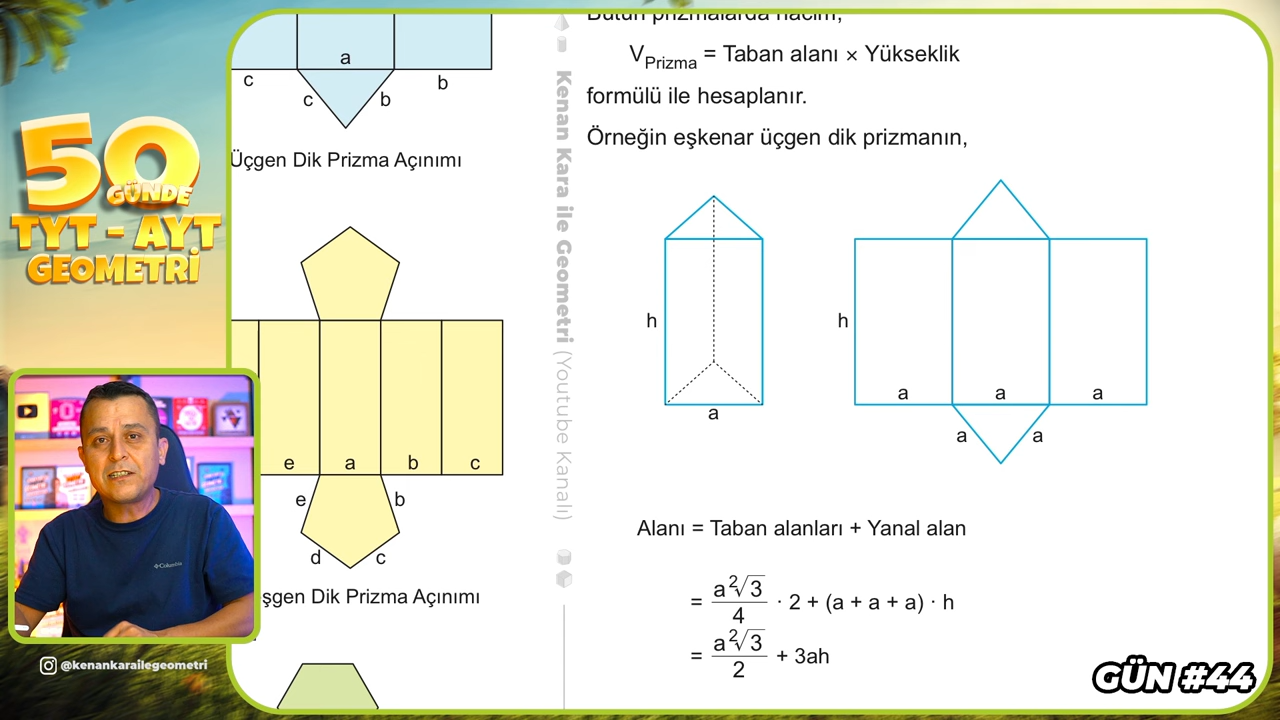 50
GÜNDE
TYT - AYT
GEOMETRİ
@kenankarailegeometri
a
c
c
b
b
Üçgen Dik Prizma Açınımı
e
a
b
c
e
b
d
c
şgen Dik Prizma Açınımı
Kenan Kara ile Geometri (Youtube Kanalı)
Bütün prizmalarda hacim,
VPrizma = Taban alanı × Yükseklik
formülü ile hesaplanır.
Örneğin eşkenar üçgen dik prizmanın,
h
a
h
a
a
a
a
a
Alanı = Taban alanları + Yanal alan
= a²√3/4 · 2 + (a + a + a) · h
= a²√3/2 + 3ah
GÜN #44
Columbia